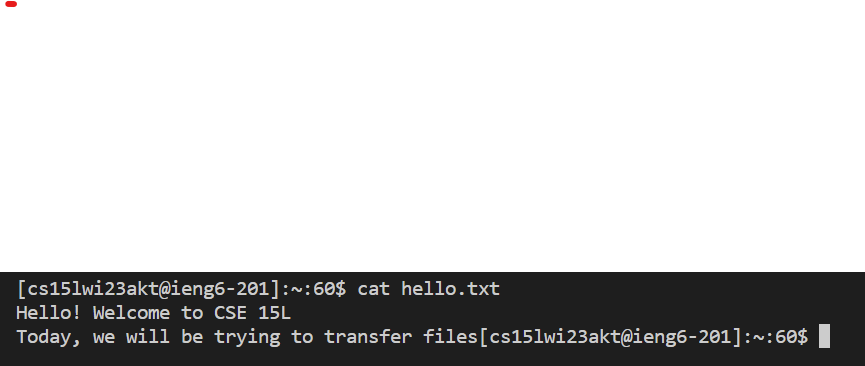 [cs15lwi23akt@ieng6-201]:~:60$ cat hello.txt
Hello! Welcome to CSE 15L
Today, we will be trying to transfer files[cs15lwi23akt@ieng6-201]:~:60$